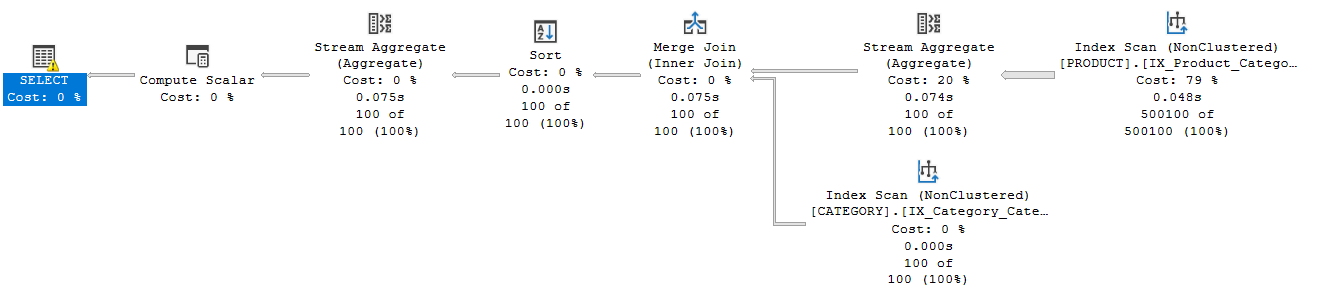 SELECT
Cost: 0 %
Compute Scalar
Cost: 0 %
Stream Aggregate
(Aggregate)
Cost: 0 %
0.075s
100 of
100 (100%)
Sort
Cost: 0 %
0.000s
100 of
100 (100%)
Merge Join
(Inner Join)
Cost: 0 %
0.075s
100 of
100 (100%)
Stream Aggregate
(Aggregate)
Cost: 20 %
0.074s
100 of
100 (100%)
Index Scan (NonClustered)
[PRODUCT].[IX_Product_Catego…
Cost: 79 %
0.048s
500100 of
500100 (100%)
Index Scan (NonClustered)
[CATEGORY].[IX_Category_Cate…
Cost: 0 %
0.000s
100 of
100 (100%)